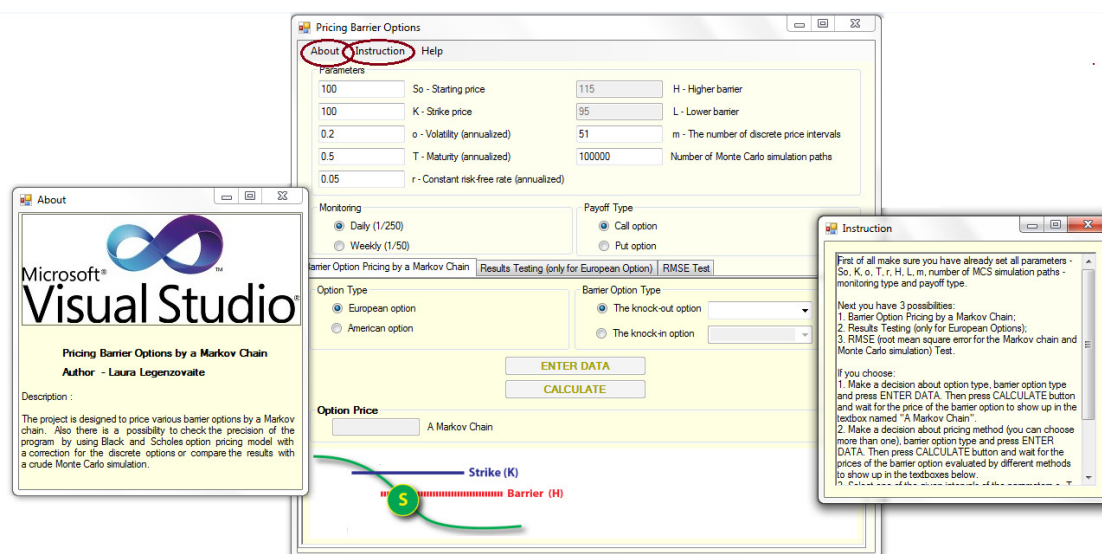 Pricing Barrier Options
About Instruction Help
Parameters
100 So - Starting price 115 H - Higher barrier
100 K - Strike price 95 L - Lower barrier
0.2 o - Volatility (annualized) 51 m - The number of discrete price intervals
0.5 T - Maturity (annualized) 100000 Number of Monte Carlo simulation paths
0.05 r - Constant risk-free rate (annualized)
Monitoring
Daily (1/250)
Weekly (1/50)
Payoff Type
Call option
Put option
Barrier Option Pricing by a Markov Chain Results Testing (only for European Option) RMSE Test
Option Type
European option
American option
Barrier Option Type
The knock-out option
The knock-in option
ENTER DATA
CALCULATE
Option Price
A Markov Chain
Strike (K)
Barrier (H)
S
About
Microsoft®
Visual Studio®
TM
Pricing Barrier Options by a Markov Chain
Author - Laura Legenzovaite
Description :
The project is designed to price various barrier options by a Markov
chain. Also there is a possibility to check the precision of the
program by using Black and Scholes option pricing model with
a correction for the discrete options or compare the results with
a crude Monte Carlo simulation.
Instruction
First of all make sure you have already set all parameters -
So, K, o, T, r, H, L, m, number of MCS simulation paths -
monitoring type and payoff type.
Next you have 3 possibilities:
1. Barrier Option Pricing by a Markov Chain;
2. Results Testing (only for European Options);
3. RMSE (root mean square error for the Markov chain and
Monte Carlo simulation) Test.
If you choose:
1. Make a decision about option type, barrier option type
and press ENTER DATA. Then press CALCULATE button
and wait for the price of the barrier option to show up in the
textbox named "A Markov Chain".
2. Make a decision about pricing method (you can choose
more than one), barrier option type and press ENTER
DATA. Then press CALCULATE button and wait for the
prices of the barrier option evaluated by different methods
to show up in the textboxes below.
3. Select one of the given intervals of the parameters o, T,